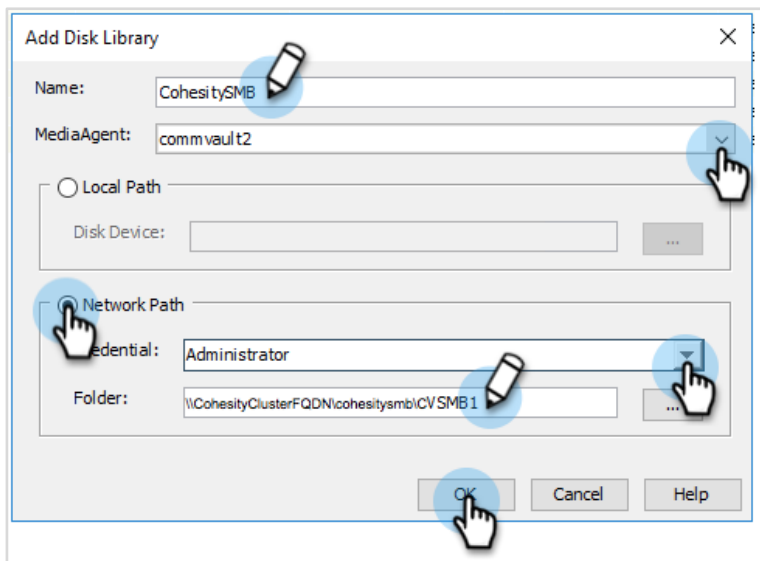 Add Disk Library
Name: CohesitySMB
MediaAgent: commvault2
Local Path
Disk Device: ...
Network Path
edential: Administrator
Folder: \\CohesityClusterFQDN\cohesitysmb\CVSMB1 ...
OK Cancel Help